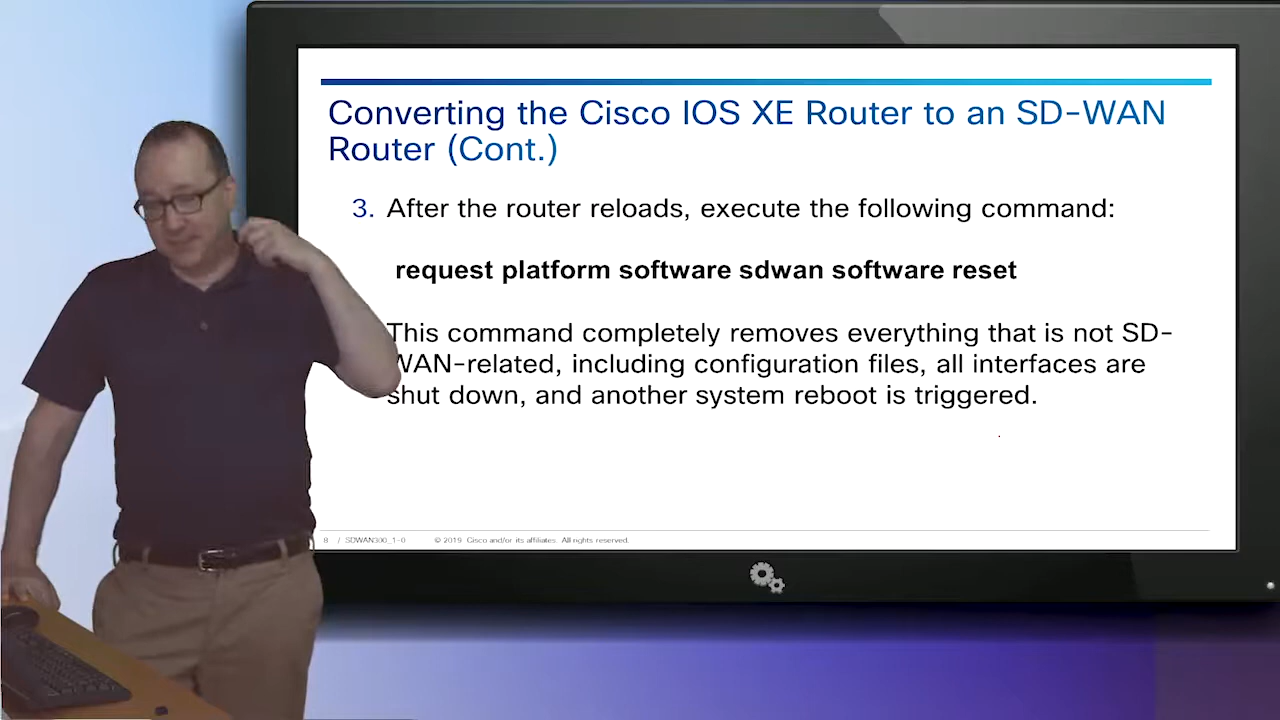 Converting the Cisco IOS XE Router to an SD-WAN
Router (Cont.)
3. After the router reloads, execute the following command:
request platform software sdwan software reset
This command completely removes everything that is not SD-
WAN-related, including configuration files, all interfaces are
shut down, and another system reboot is triggered.
8 / SDWAN300_1-0 © 2019 Cisco and/or its affiliates. All rights reserved.